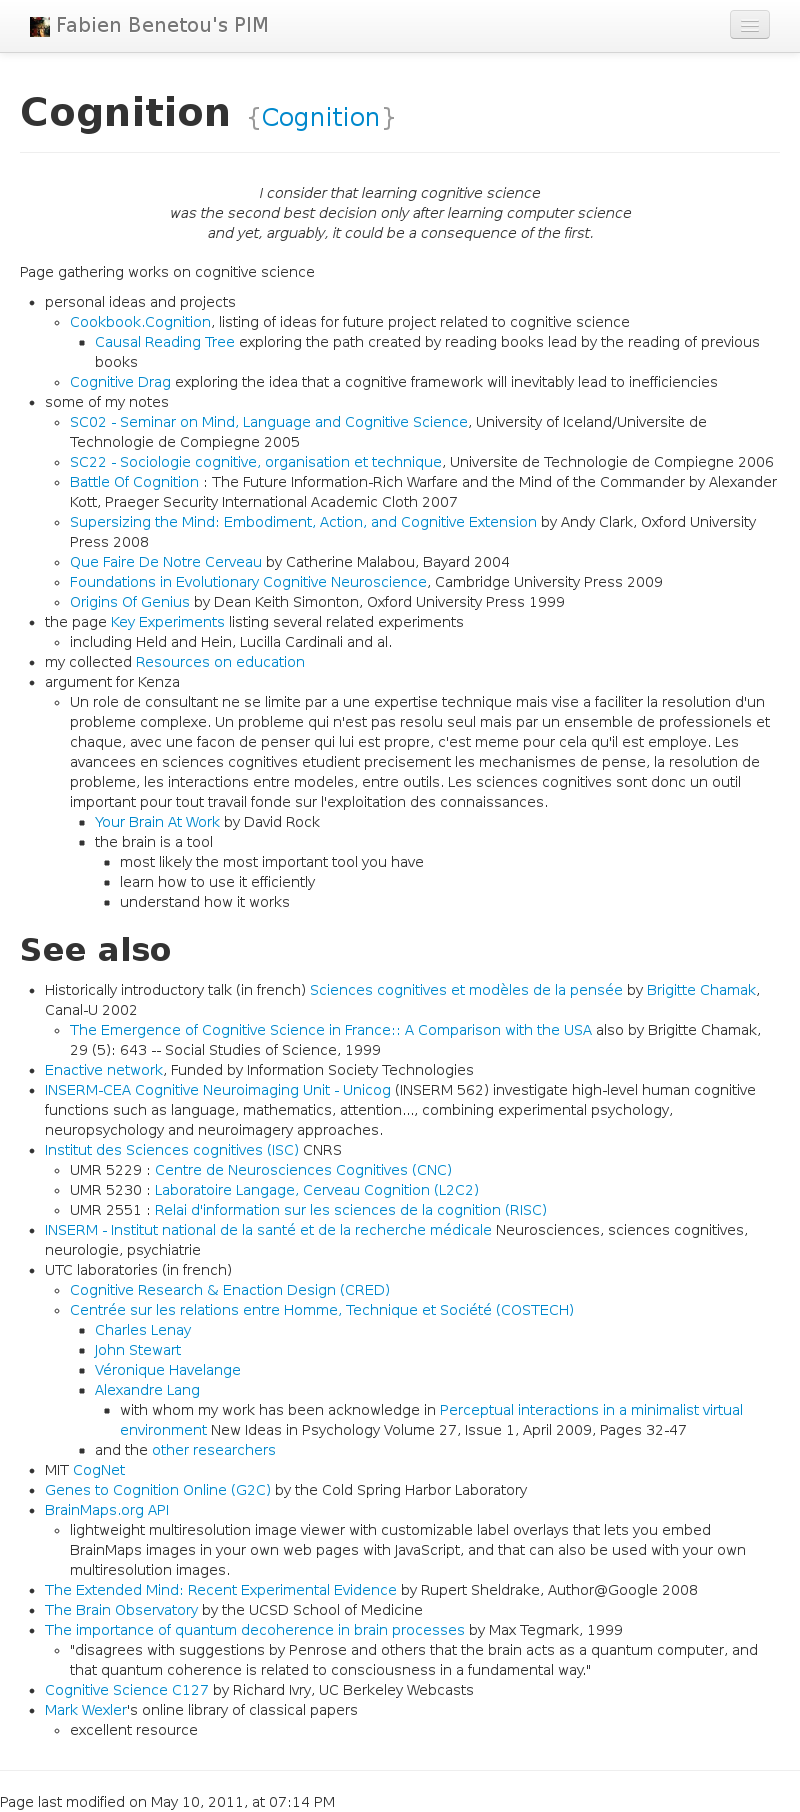 Fabien Benetou's PIM
Cognition {Cognition}
I consider that learning cognitive science
was the second best decision only after learning computer science
and yet, arguably, it could be a consequence of the first.
Page gathering works on cognitive science
personal ideas and projects
Cookbook.Cognition, listing of ideas for future project related to cognitive science
Causal Reading Tree exploring the path created by reading books lead by the reading of previous
books
Cognitive Drag exploring the idea that a cognitive framework will inevitably lead to inefficiencies
some of my notes
SC02 - Seminar on Mind, Language and Cognitive Science, University of Iceland/Universite de
Technologie de Compiegne 2005
SC22 - Sociologie cognitive, organisation et technique, Universite de Technologie de Compiegne 2006
Battle Of Cognition : The Future Information-Rich Warfare and the Mind of the Commander by Alexander
Kott, Praeger Security International Academic Cloth 2007
Supersizing the Mind: Embodiment, Action, and Cognitive Extension by Andy Clark, Oxford University
Press 2008
Que Faire De Notre Cerveau by Catherine Malabou, Bayard 2004
Foundations in Evolutionary Cognitive Neuroscience, Cambridge University Press 2009
Origins Of Genius by Dean Keith Simonton, Oxford University Press 1999
the page Key Experiments listing several related experiments
including Held and Hein, Lucilla Cardinali and al.
my collected Resources on education
argument for Kenza
Un role de consultant ne se limite par a une expertise technique mais vise a faciliter la resolution d'un
probleme complexe. Un probleme qui n'est pas resolu seul mais par un ensemble de professionels et
chaque, avec une facon de penser qui lui est propre, c'est meme pour cela qu'il est employe. Les
avancees en sciences cognitives etudient precisement les mechanismes de pense, la resolution de
probleme, les interactions entre modeles, entre outils. Les sciences cognitives sont donc un outil
important pour tout travail fonde sur l'exploitation des connaissances.
Your Brain At Work by David Rock
the brain is a tool
most likely the most important tool you have
learn how to use it efficiently
understand how it works
See also
Historically introductory talk (in french) Sciences cognitives et modèles de la pensée by Brigitte Chamak,
Canal-U 2002
The Emergence of Cognitive Science in France:: A Comparison with the USA also by Brigitte Chamak,
29 (5): 643 -- Social Studies of Science, 1999
Enactive network, Funded by Information Society Technologies
INSERM-CEA Cognitive Neuroimaging Unit - Unicog (INSERM 562) investigate high-level human cognitive
functions such as language, mathematics, attention..., combining experimental psychology,
neuropsychology and neuroimagery approaches.
Institut des Sciences cognitives (ISC) CNRS
UMR 5229 : Centre de Neurosciences Cognitives (CNC)
UMR 5230 : Laboratoire Langage, Cerveau Cognition (L2C2)
UMR 2551 : Relai d'information sur les sciences de la cognition (RISC)
INSERM - Institut national de la santé et de la recherche médicale Neurosciences, sciences cognitives,
neurologie, psychiatrie
UTC laboratories (in french)
Cognitive Research & Enaction Design (CRED)
Centrée sur les relations entre Homme, Technique et Société (COSTECH)
Charles Lenay
John Stewart
Véronique Havelange
Alexandre Lang
with whom my work has been acknowledge in Perceptual interactions in a minimalist virtual
environment New Ideas in Psychology Volume 27, Issue 1, April 2009, Pages 32-47
and the other researchers
MIT CogNet
Genes to Cognition Online (G2C) by the Cold Spring Harbor Laboratory
BrainMaps.org API
lightweight multiresolution image viewer with customizable label overlays that lets you embed
BrainMaps images in your own web pages with JavaScript, and that can also be used with your own
multiresolution images.
The Extended Mind: Recent Experimental Evidence by Rupert Sheldrake, Author@Google 2008
The Brain Observatory by the UCSD School of Medicine
The importance of quantum decoherence in brain processes by Max Tegmark, 1999
"disagrees with suggestions by Penrose and others that the brain acts as a quantum computer, and
that quantum coherence is related to consciousness in a fundamental way."
Cognitive Science C127 by Richard Ivry, UC Berkeley Webcasts
Mark Wexler's online library of classical papers
excellent resource
Page last modified on May 10, 2011, at 07:14 PM